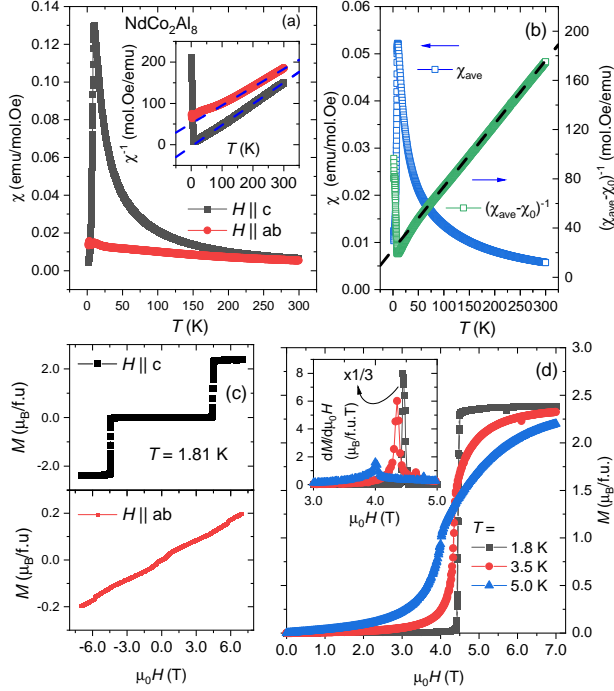 NdCo2Al8
(a)
χ (emu/mol.Oe)
0.14
0.12
0.10
0.08
0.06
0.04
0.02
0.00
χ-1 (mol.Oe/emu)
200
100
0
0 100 200 300
T (K)
H || c
H || ab
0 50 100 150 200 250 300
T (K)
(b)
χ (emu/mol.Oe)
0.06
0.05
0.04
0.03
0.02
0.01
0.00
χave
(χave-χ0)-1
200
160
120
80
40
0
(χave-χ0)-1 (mol.Oe/emu)
0 50 100 150 200 250 300
T (K)
(c)
H || c
M (μB/f.u)
2.0
0.0
-2.0
T = 1.81 K
H || ab
M (μB/f.u)
0.2
0.0
-0.2
-6.0 -3.0 0.0 3.0 6.0
μ0H (T)
(d)
x1/3
dM/dμ0H
(μB/f.u.T)
8
6
4
2
0
3.0 4.0 5.0
μ0H (T)
T =
1.8 K
3.5 K
5.0 K
M (μB/f.u.)
3.0
2.5
2.0
1.5
1.0
0.5
0.0
0.0 1.0 2.0 3.0 4.0 5.0 6.0 7.0
μ0H (T)